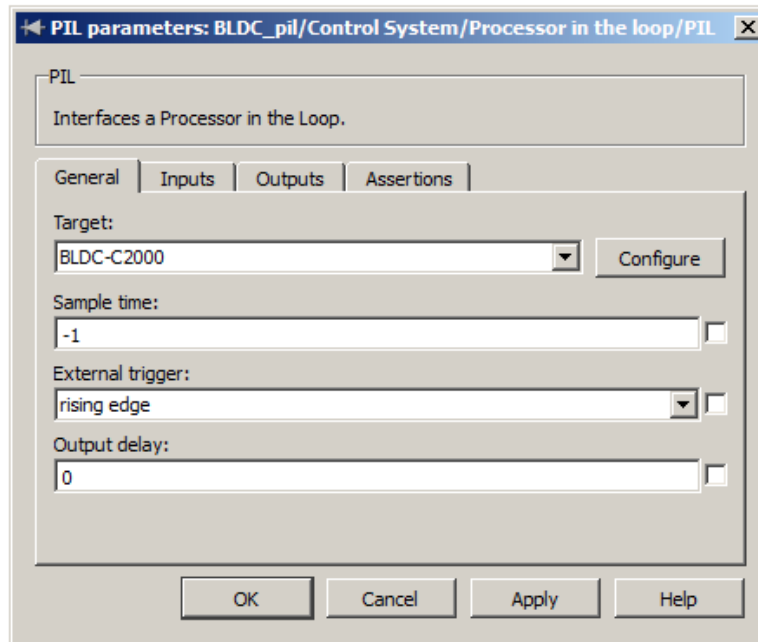 PIL parameters: BLDC_pil/Control System/Processor in the loop/PIL
PIL
Interfaces a Processor in the Loop.
General Inputs Outputs Assertions
Target:
BLDC-C2000 Configure
Sample time:
-1
External trigger:
rising edge
Output delay:
0
OK Cancel Apply Help